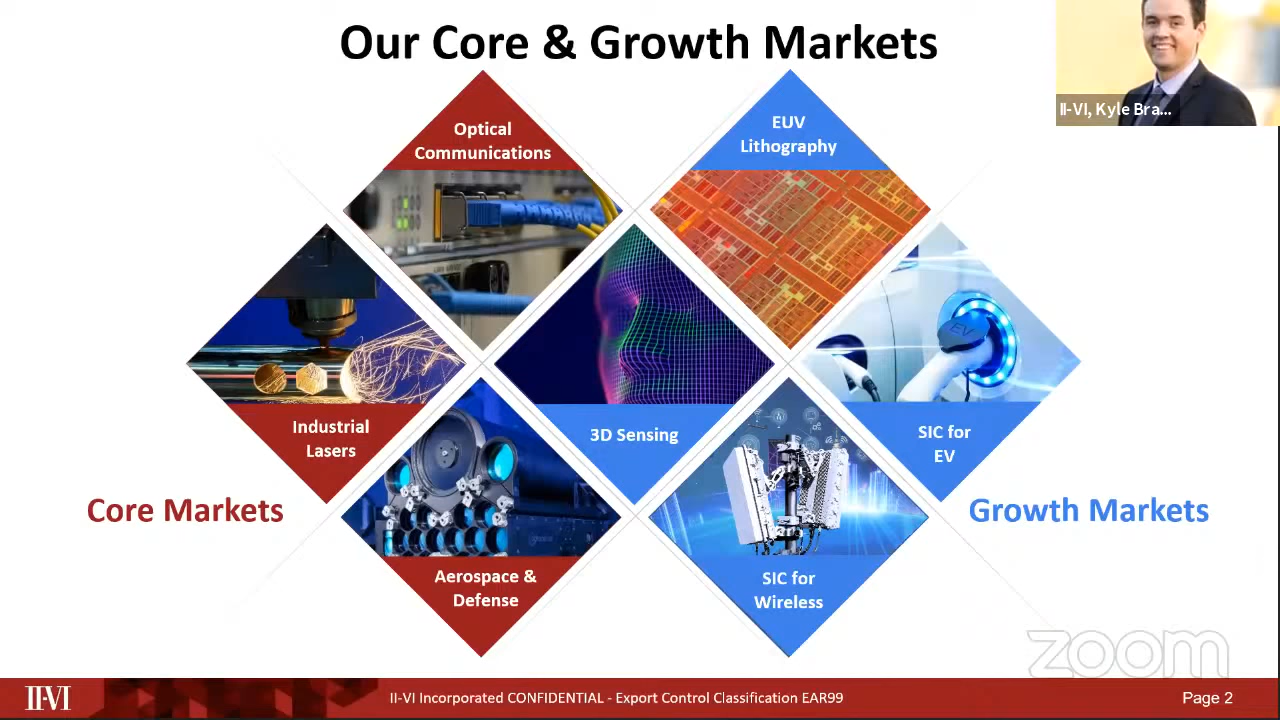 Our Core & Growth Markets
II-VI, Kyle Bra...
Optical
Communications
EUV
Lithography
EV
Industrial
Lasers
3D Sensing
SIC for
EV
Core Markets
Growth Markets
Aerospace &
Defense
SIC for
Wireless
zoom
II-VI
II-VI Incorporated CONFIDENTIAL - Export Control Classification EAR99
Page 2